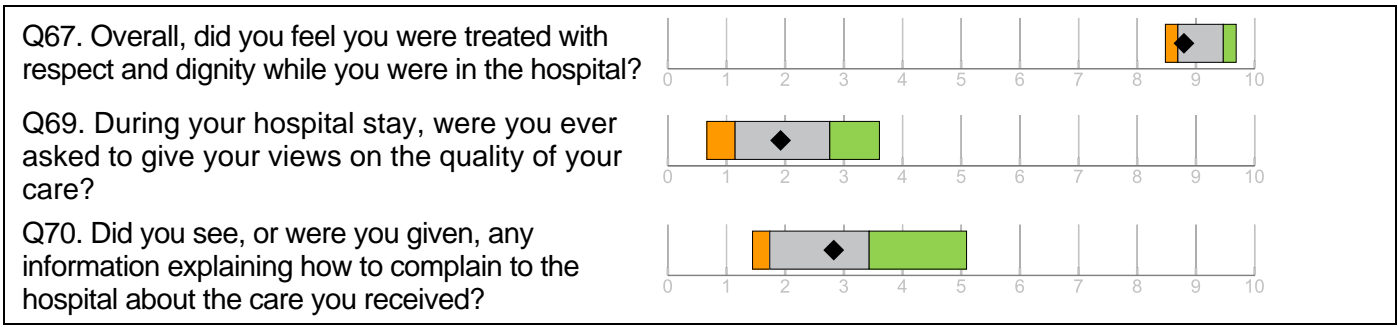 Q67. Overall, did you feel you were treated with
respect and dignity while you were in the hospital?
0 1 2 3 4 5 6 7 8 9 10
Q69. During your hospital stay, were you ever
asked to give your views on the quality of your
care?
0 1 2 3 4 5 6 7 8 9 10
Q70. Did you see, or were you given, any
information explaining how to complain to the
hospital about the care you received?
0 1 2 3 4 5 6 7 8 9 10